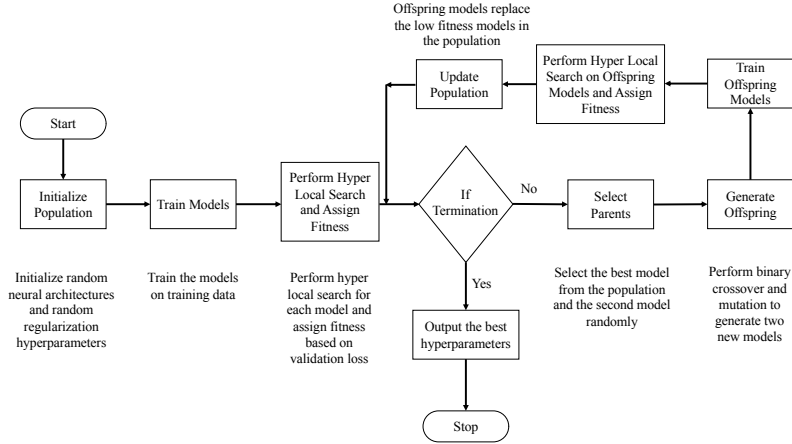 Offspring models replace
the low fitness models in
the population
Update
Population
Perform Hyper Local
Search on Offspring
Models and Assign
Fitness
Train
Offspring
Models
Start
Initialize
Population
Train Models
Perform Hyper
Local Search
and Assign
Fitness
If
Termination
No
Select
Parents
Generate
Offspring
Initialize random
neural architectures
and random
regularization
hyperparameters
Train the models
on training data
Perform hyper
local search for
each model and
assign fitness
based on
validation loss
Yes
Select the best model
from the population
and the second model
randomly
Perform binary
crossover and
mutation to
generate two
new models
Output the best
hyperparameters
Stop